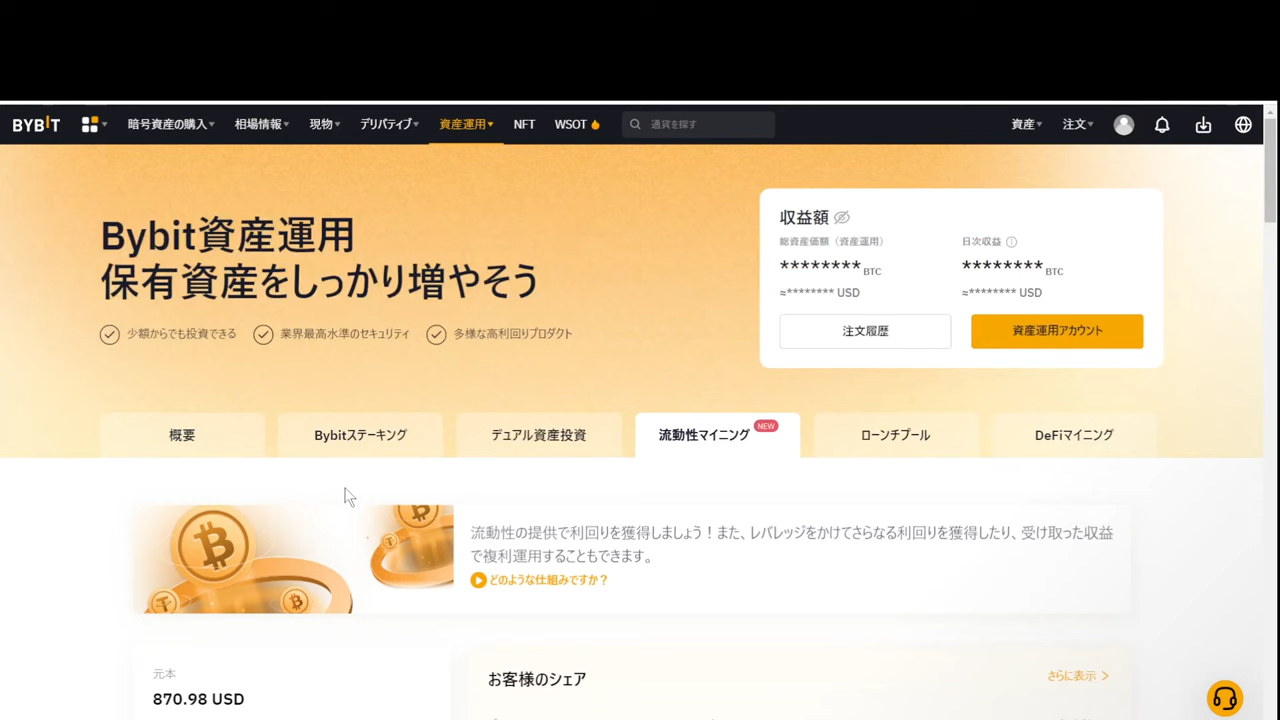 BYBIT 暗号資産の購入 相場情報 現物 デリバティブ 資産運用 NFT WSOT 通貨を探す 資産 注文
Bybit資産運用
保有資産をしっかり増やそう
少額からでも投資できる 業界最高水準のセキュリティ 多様な高利回りプロダクト
収益額
総資産価額（資産運用） 日次収益
********BTC ********BTC
≈******** USD ≈******** USD
注文履歴 資産運用アカウント
概要 Bybitステーキング デュアル資産投資 流動性マイニング NEW ローンチプール DeFiマイニング
流動性の提供で利回りを獲得しましょう！また、レバレッジをかけてさらなる利回りを獲得したり、受け取った収益
で複利運用することもできます。
どのような仕組みですか？
元本
870.98 USD
お客様のシェア さらに表示